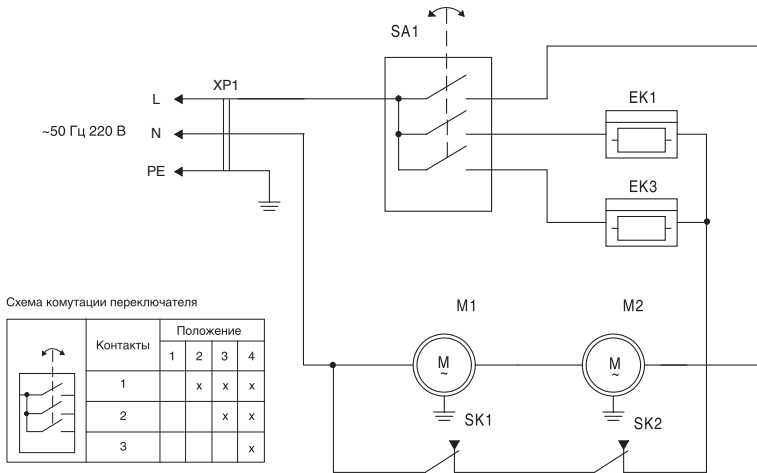 SA1
XP1
L
EK1
~50 Гц 220 В
N
PE
EK3
Схема комутации переключателя
M1
M2
Контакты
Положение
1 2 3 4
M
~
M
~
1 x x x
2 x x
3 x
SK1
SK2